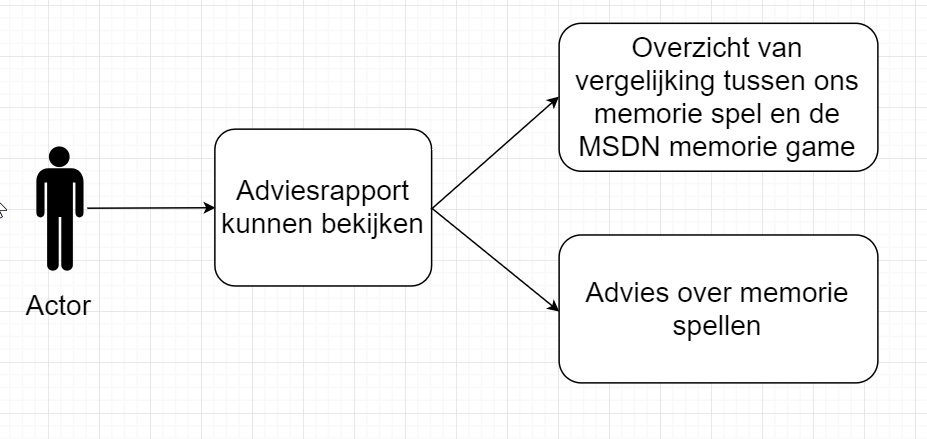 Overzicht van
vergelijking tussen ons
memorie spel en de
MSDN memorie game
Adviesrapport
kunnen bekijken
Actor
Advies over memorie
spellen